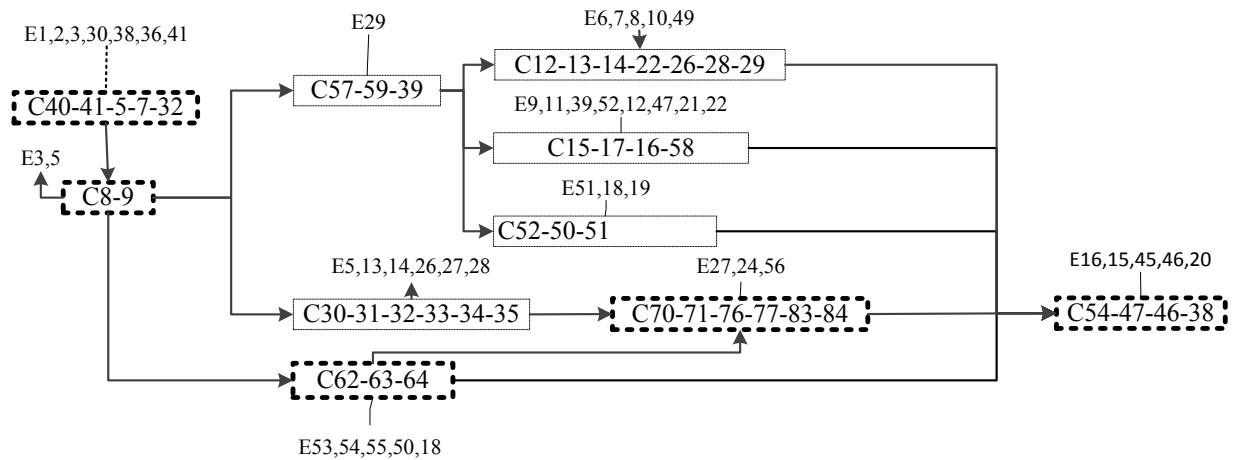 E1,2,3,30,38,36,41
C40-41-5-7-32
E3,5
C8-9
E29
C57-59-39
E6,7,8,10,49
C12-13-14-22-26-28-29
E9,11,39,52,12,47,21,22
C15-17-16-58
E51,18,19
C52-50-51
E5,13,14,26,27,28
C30-31-32-33-34-35
E27,24,56
C70-71-76-77-83-84
E16,15,45,46,20
C54-47-46-38
C62-63-64
E53,54,55,50,18